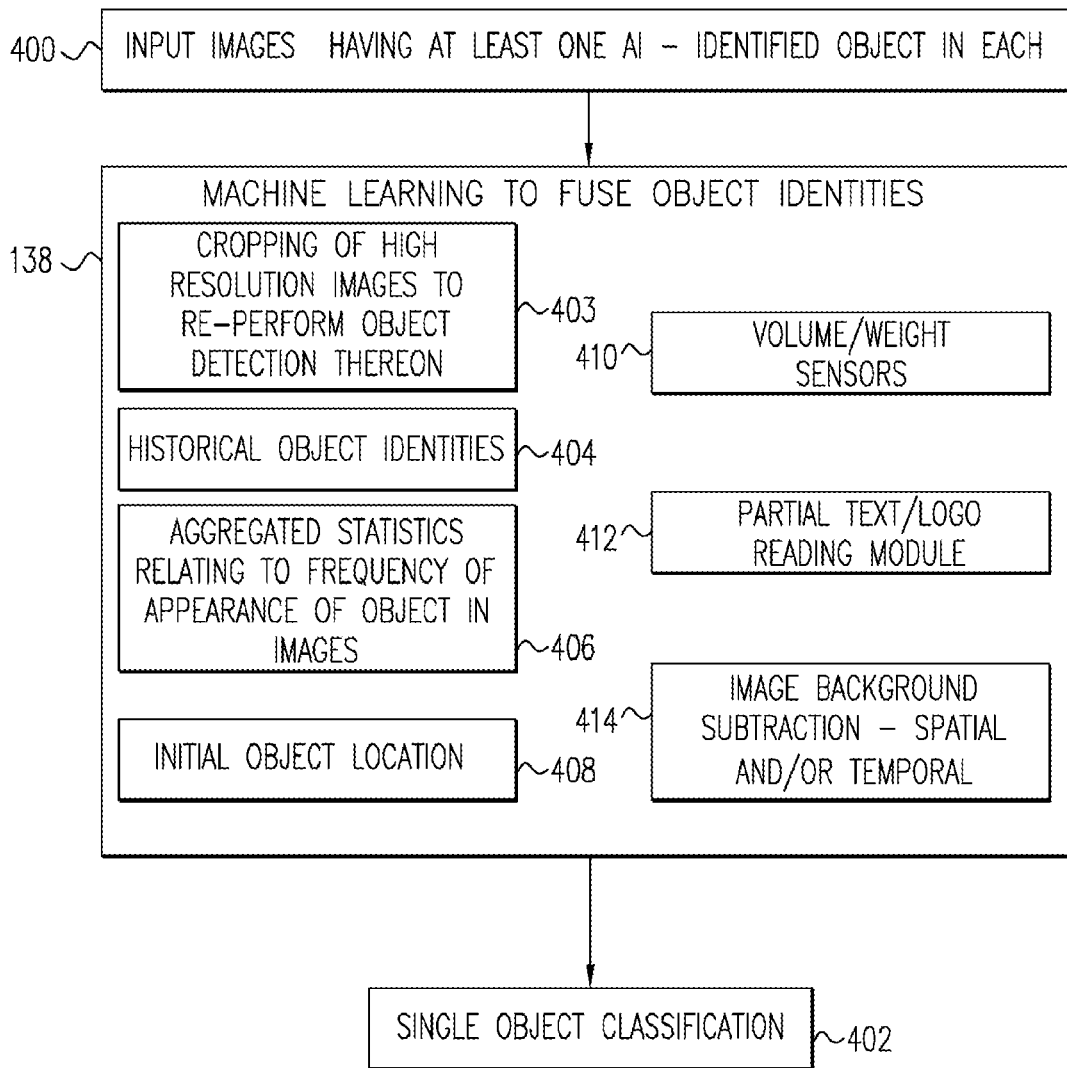 400
INPUT IMAGES HAVING AT LEAST ONE AI - IDENTIFIED OBJECT IN EACH
MACHINE LEARNING TO FUSE OBJECT IDENTITIES
138
CROPPING OF HIGH
RESOLUTION IMAGES TO
RE-PERFORM OBJECT
DETECTION THEREON
403
HISTORICAL OBJECT IDENTITIES
404
AGGREGATED STATISTICS
RELATING TO FREQUENCY OF
APPEARANCE OF OBJECT IN
IMAGES
406
INITIAL OBJECT LOCATION
408
410
VOLUME/WEIGHT
SENSORS
412
PARTIAL TEXT/LOGO
READING MODULE
414
IMAGE BACKGROUND
SUBTRACTION - SPATIAL
AND/OR TEMPORAL
SINGLE OBJECT CLASSIFICATION
402